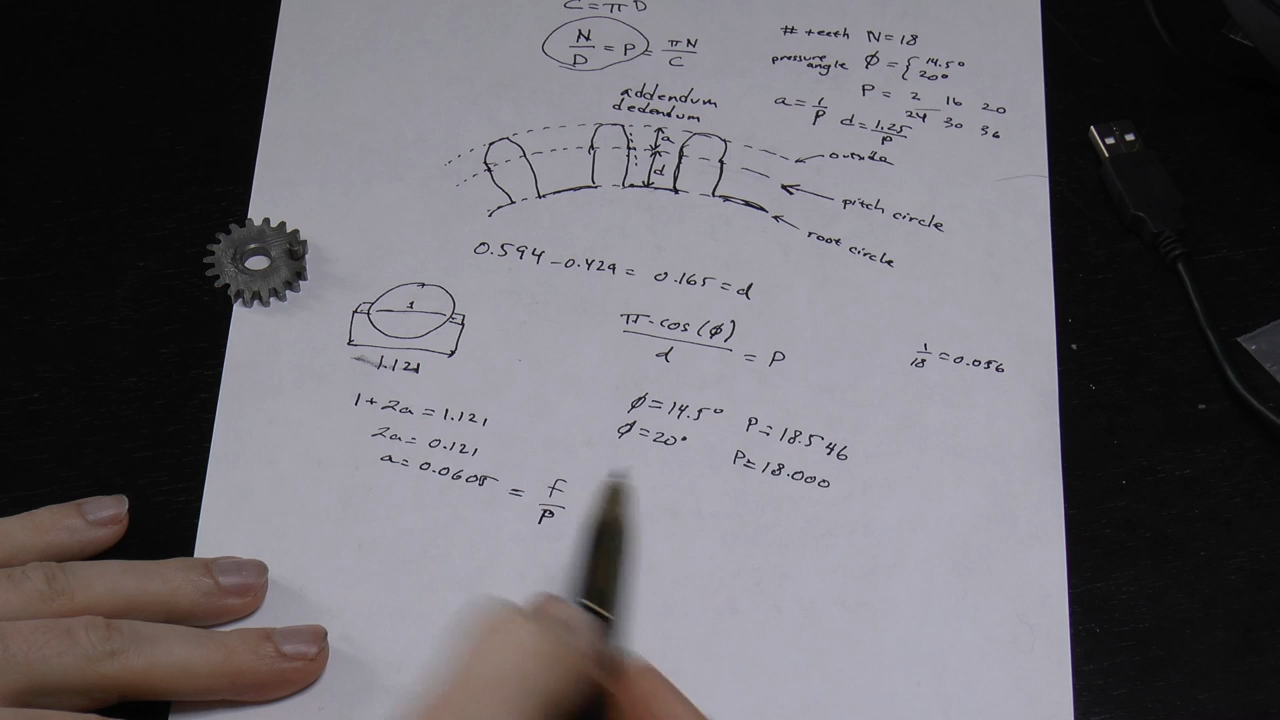 C = πD
N/D = P = πN/C
# teeth N = 18
pressure angle ϕ = { 14.5° 20°
P = 2 16 20
24 30 36
a = 1/P d = 1.25/P
addendum
dedendum
a
d
outside
pitch circle
root circle
0.594 - 0.429 = 0.165 = d
1
1.121
π·cos(ϕ)/d = P
1/18 = 0.056
1 + 2a = 1.121
2a = 0.121
a = 0.0605 = f/P
ϕ = 14.5° P = 18.546
ϕ = 20° P = 18.000